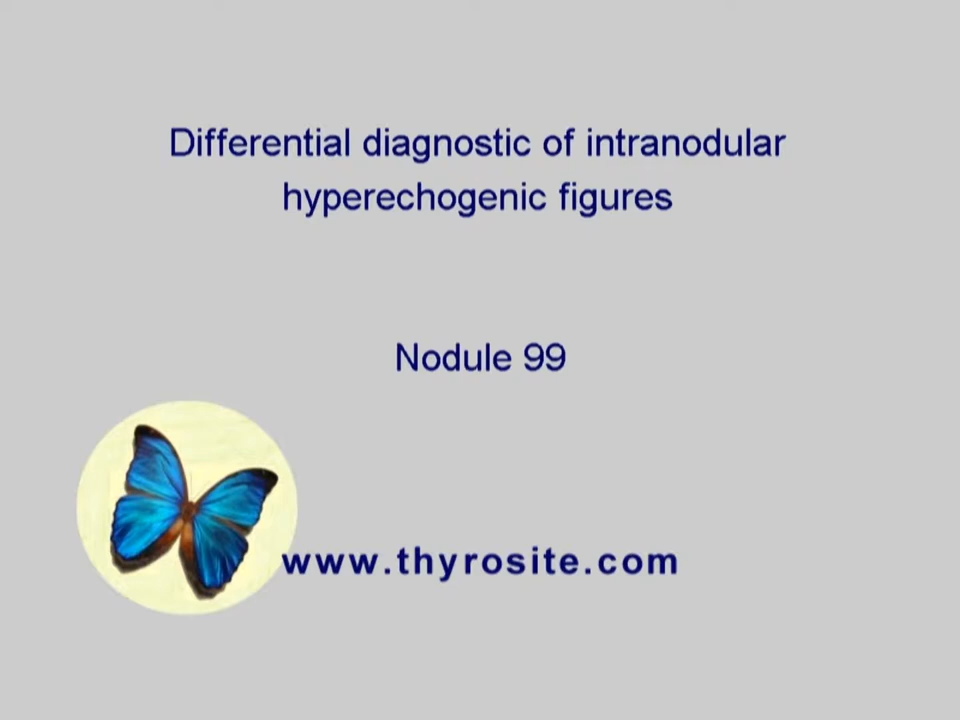 Differential diagnostic of intranodular
hyperechogenic figures
Nodule 99
www.thyrosite.com